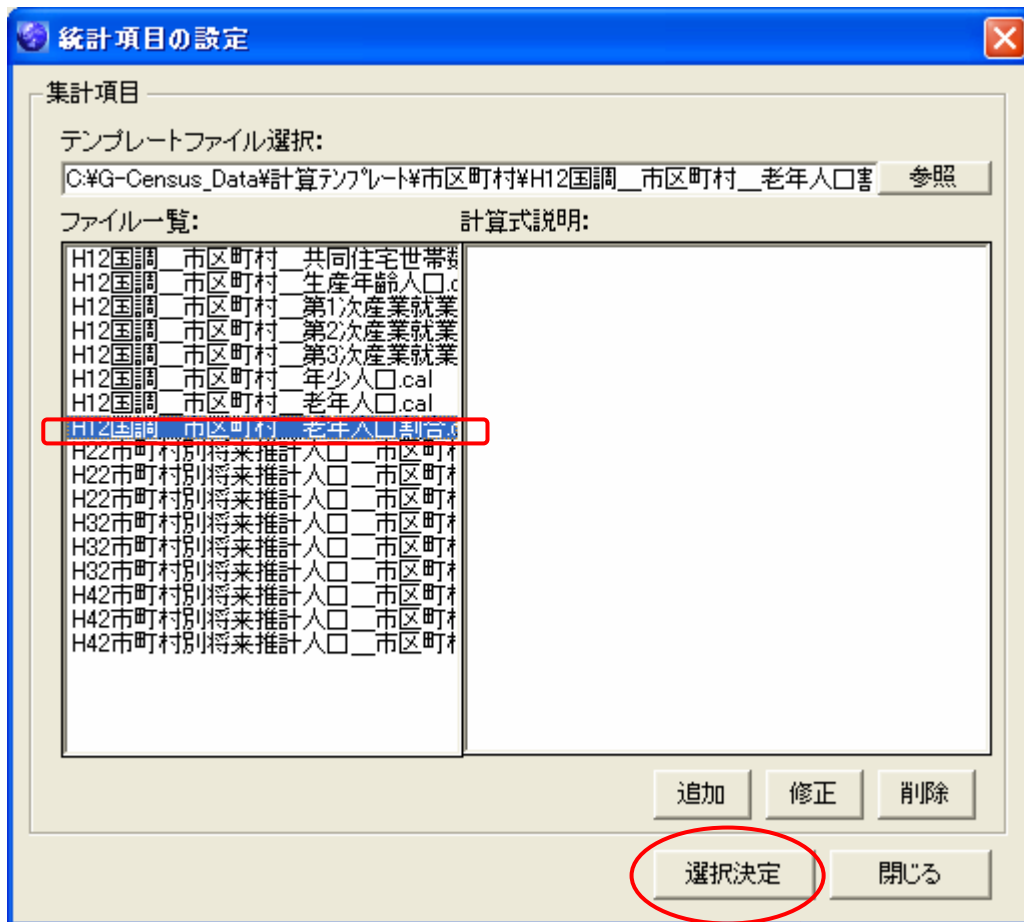 統計項目の設定
集計項目
テンプレートファイル選択:
C:¥G-Census_Data¥計算ﾃﾝﾌﾟﾚｰﾄ¥市区町村¥H12国調__市区町村__老年人口割
参照
ファイル一覧:
計算式説明:
H12国調__市区町村__共同住宅世帯数
H12国調__市区町村__生産年齢人口.c
H12国調__市区町村__第1次産業就業
H12国調__市区町村__第2次産業就業
H12国調__市区町村__第3次産業就業
H12国調__市区町村__年少人口.cal
H12国調__市区町村__老年人口.cal
H12国調__市区町村__老年人口割合.c
H22市町村別将来推計人口__市区町村
H22市町村別将来推計人口__市区町村
H22市町村別将来推計人口__市区町村
H32市町村別将来推計人口__市区町村
H32市町村別将来推計人口__市区町村
H32市町村別将来推計人口__市区町村
H42市町村別将来推計人口__市区町村
H42市町村別将来推計人口__市区町村
H42市町村別将来推計人口__市区町村
追加
修正
削除
選択決定
閉じる